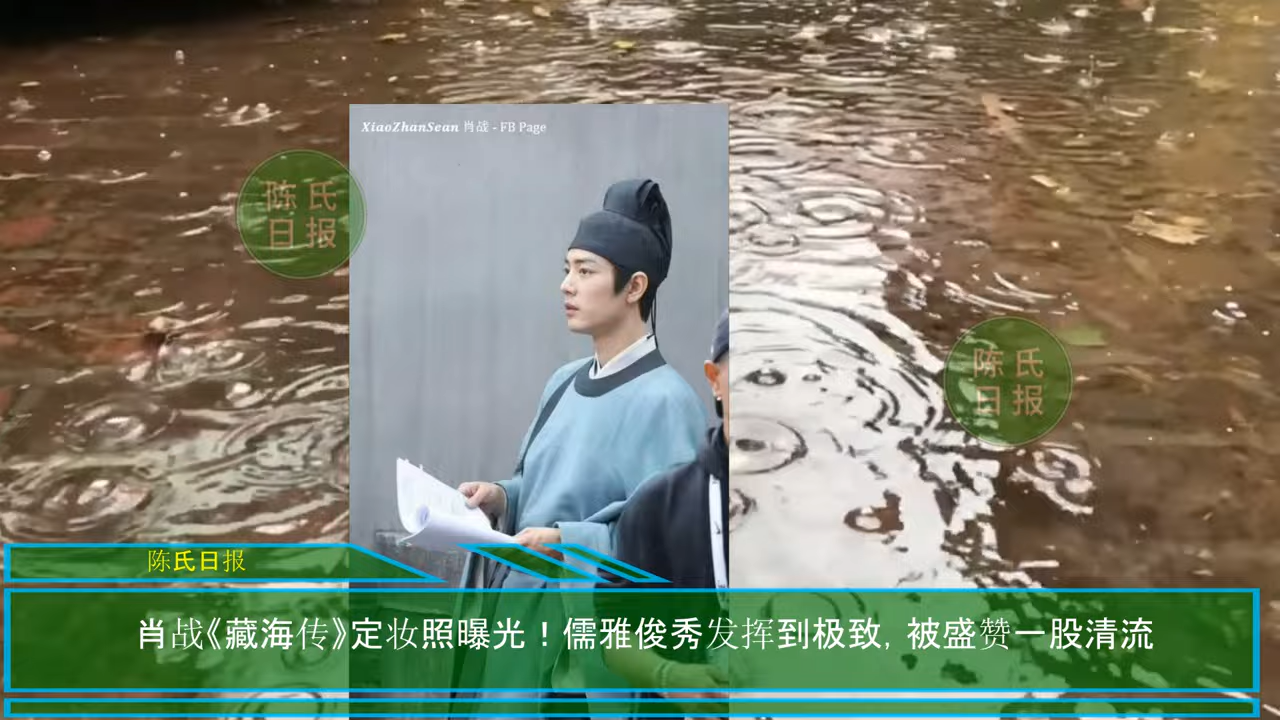 XiaoZhanSean 肖战 - FB Page
陈氏
日报
陈氏
日报
陈氏日报
肖战《藏海传》定妆照曝光！儒雅俊秀发挥到极致，被盛赞一股清流